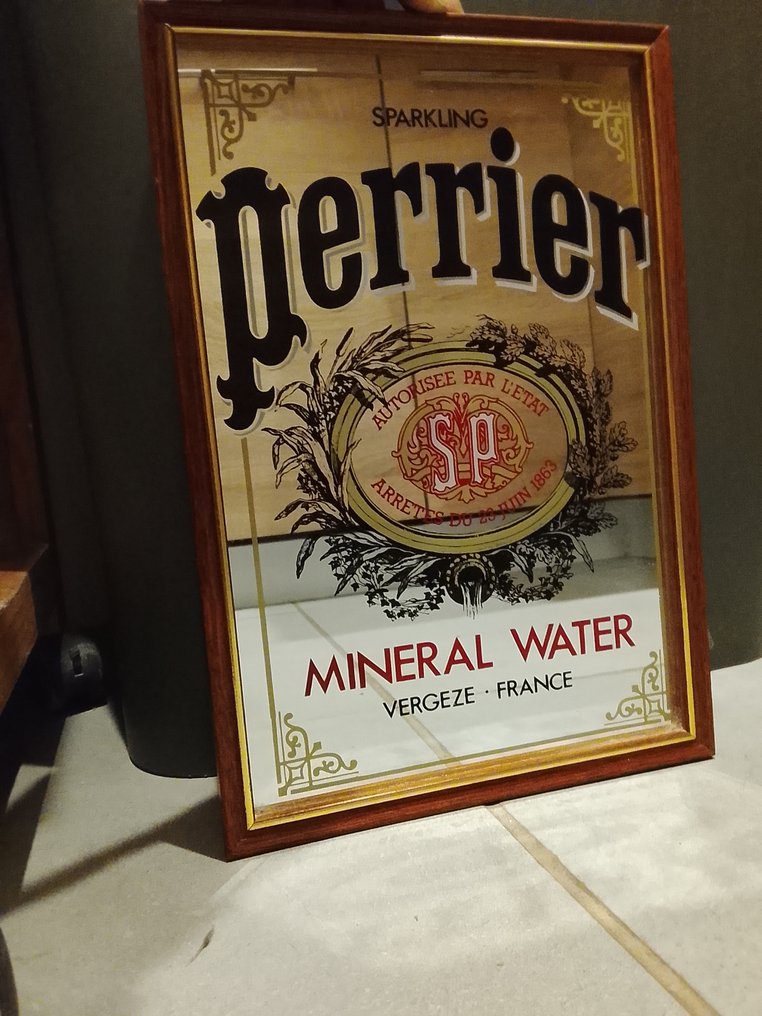 SPARKLING
perrier
AUTORISEE PAR L'ETAT
SP
ARRETES DU 23 JUIN 1863
MINERAL WATER
VERGEZE · FRANCE